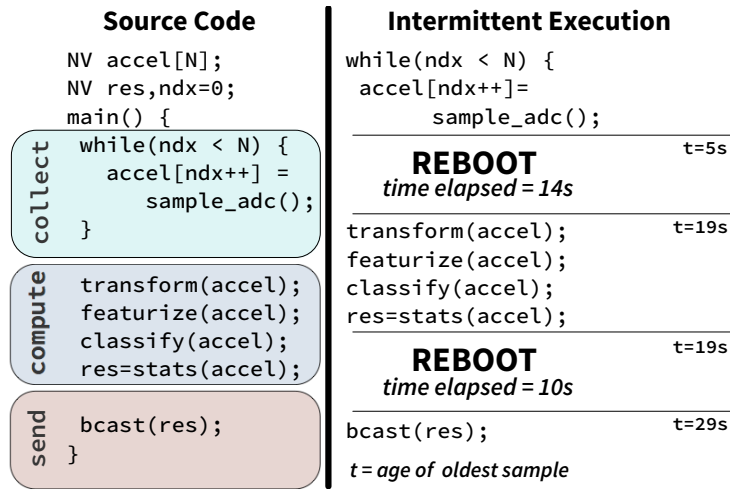 Source Code
NV accel[N];
NV res,ndx=0;
main() {
collect
while(ndx < N) {
accel[ndx++] =
sample_adc();
}
compute
transform(accel);
featurize(accel);
classify(accel);
res=stats(accel);
send
bcast(res);
}
Intermittent Execution
while(ndx < N) {
accel[ndx++]=
sample_adc();
t=5s
REBOOT
time elapsed = 14s
transform(accel);
t=19s
featurize(accel);
classify(accel);
res=stats(accel);
t=19s
REBOOT
time elapsed = 10s
bcast(res);
t=29s
t = age of oldest sample